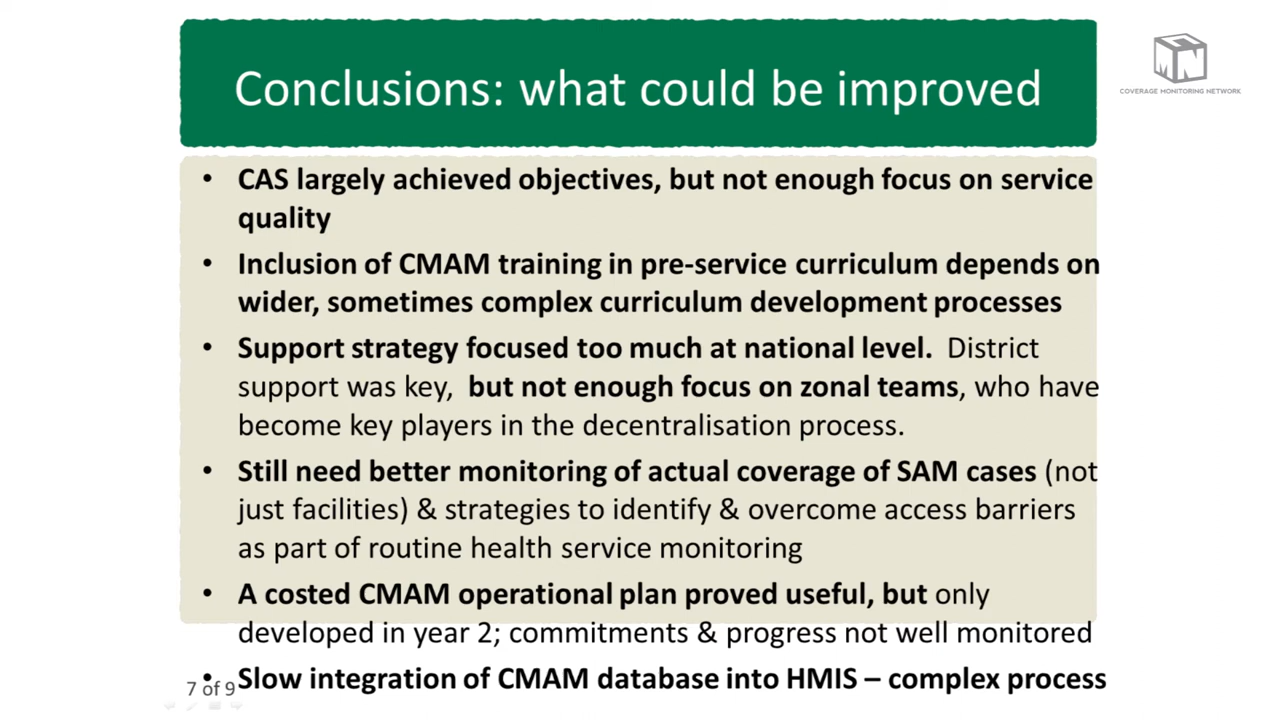 Conclusions: what could be improved
COVERAGE MONITORING NETWORK
• CAS largely achieved objectives, but not enough focus on service
quality
• Inclusion of CMAM training in pre-service curriculum depends on
wider, sometimes complex curriculum development processes
• Support strategy focused too much at national level. District
support was key, but not enough focus on zonal teams, who have
become key players in the decentralisation process.
• Still need better monitoring of actual coverage of SAM cases (not
just facilities) & strategies to identify & overcome access barriers
as part of routine health service monitoring
• A costed CMAM operational plan proved useful, but only
developed in year 2; commitments & progress not well monitored
• Slow integration of CMAM database into HMIS – complex process
7 of 9